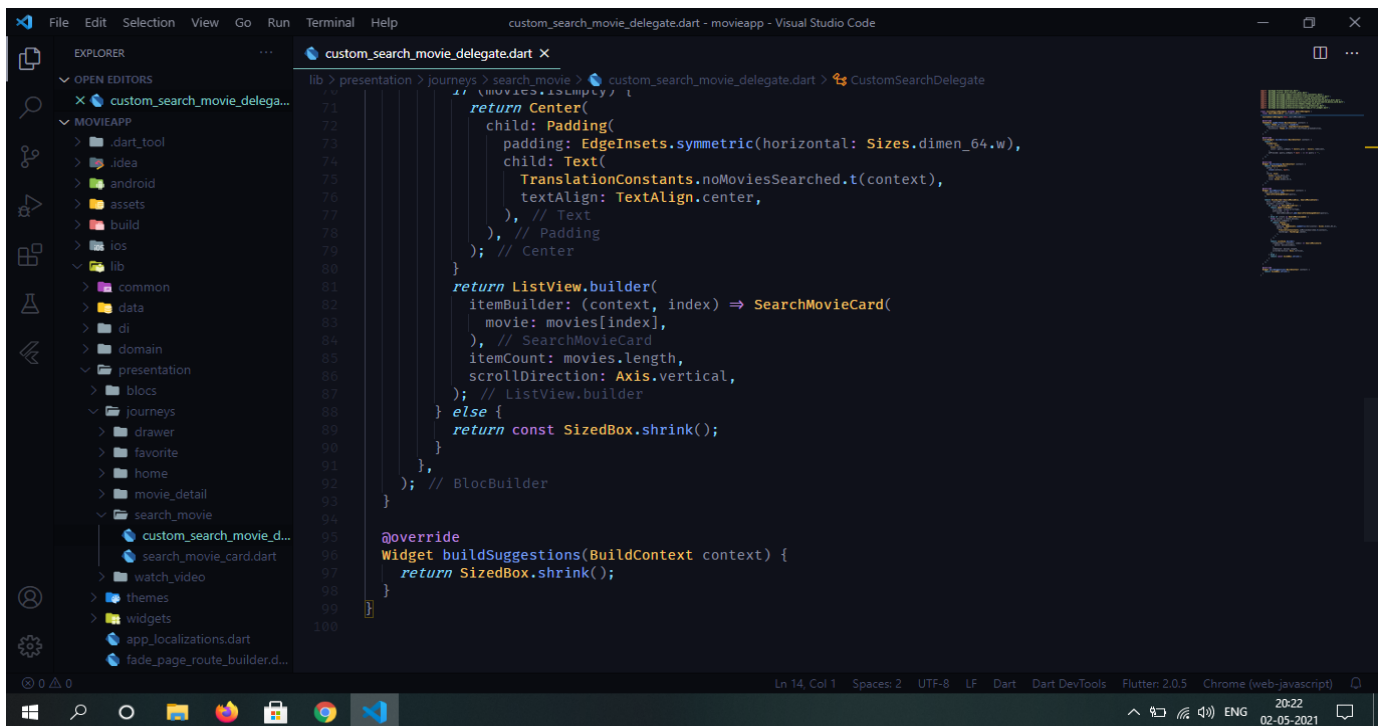 File Edit Selection View Go Run Terminal Help custom_search_movie_delegate.dart - movieapp - Visual Studio Code
EXPLORER
OPEN EDITORS
custom_search_movie_delega...
MOVIEAPP
.dart_tool
.idea
android
assets
build
ios
lib
common
data
di
domain
presentation
blocs
journeys
drawer
favorite
home
movie_detail
search_movie
custom_search_movie_d...
search_movie_card.dart
watch_video
themes
widgets
app_localizations.dart
fade_page_route_builder.d...
custom_search_movie_delegate.dart
lib > presentation > journeys > search_movie > custom_search_movie_delegate.dart > CustomSearchDelegate
70 if (movies.isEmpty) {
71 return Center(
72 child: Padding(
73 padding: EdgeInsets.symmetric(horizontal: Sizes.dimen_64.w),
74 child: Text(
75 TranslationConstants.noMoviesSearched.t(context),
76 textAlign: TextAlign.center,
77 ), // Text
78 ), // Padding
79 ); // Center
80 }
81 return ListView.builder(
82 itemBuilder: (context, index) ⇒ SearchMovieCard(
83 movie: movies[index],
84 ), // SearchMovieCard
85 itemCount: movies.length,
86 scrollDirection: Axis.vertical,
87 ); // ListView.builder
88 } else {
89 return const SizedBox.shrink();
90 }
91 },
92 ); // BlocBuilder
93 }
94
95 @override
96 Widget buildSuggestions(BuildContext context) {
97 return SizedBox.shrink();
98 }
99 }
100
0 0 Ln 14, Col 1 Spaces: 2 UTF-8 LF Dart Dart DevTools Flutter: 2.0.5 Chrome (web-javascript)
ENG 20:22
02-05-2021